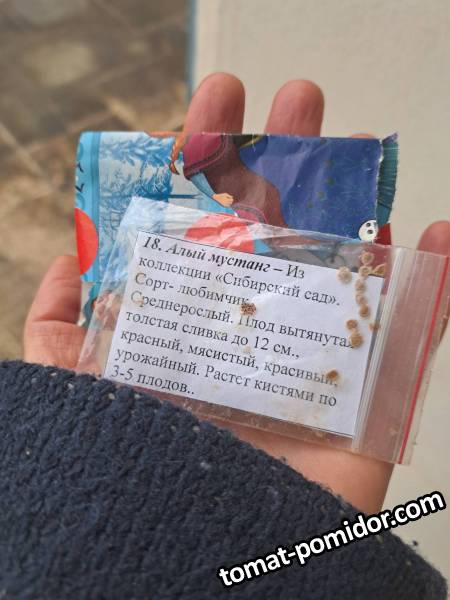 18. Алый мустанг – Из
коллекции «Сибирский сад».
Сорт- любимчик.
Среднерослый. Плод вытянутая
толстая сливка до 12 см.,
красный, мясистый, красивый,
урожайный. Растет кистями по
3-5 плодов..
tomat-pomidor.com